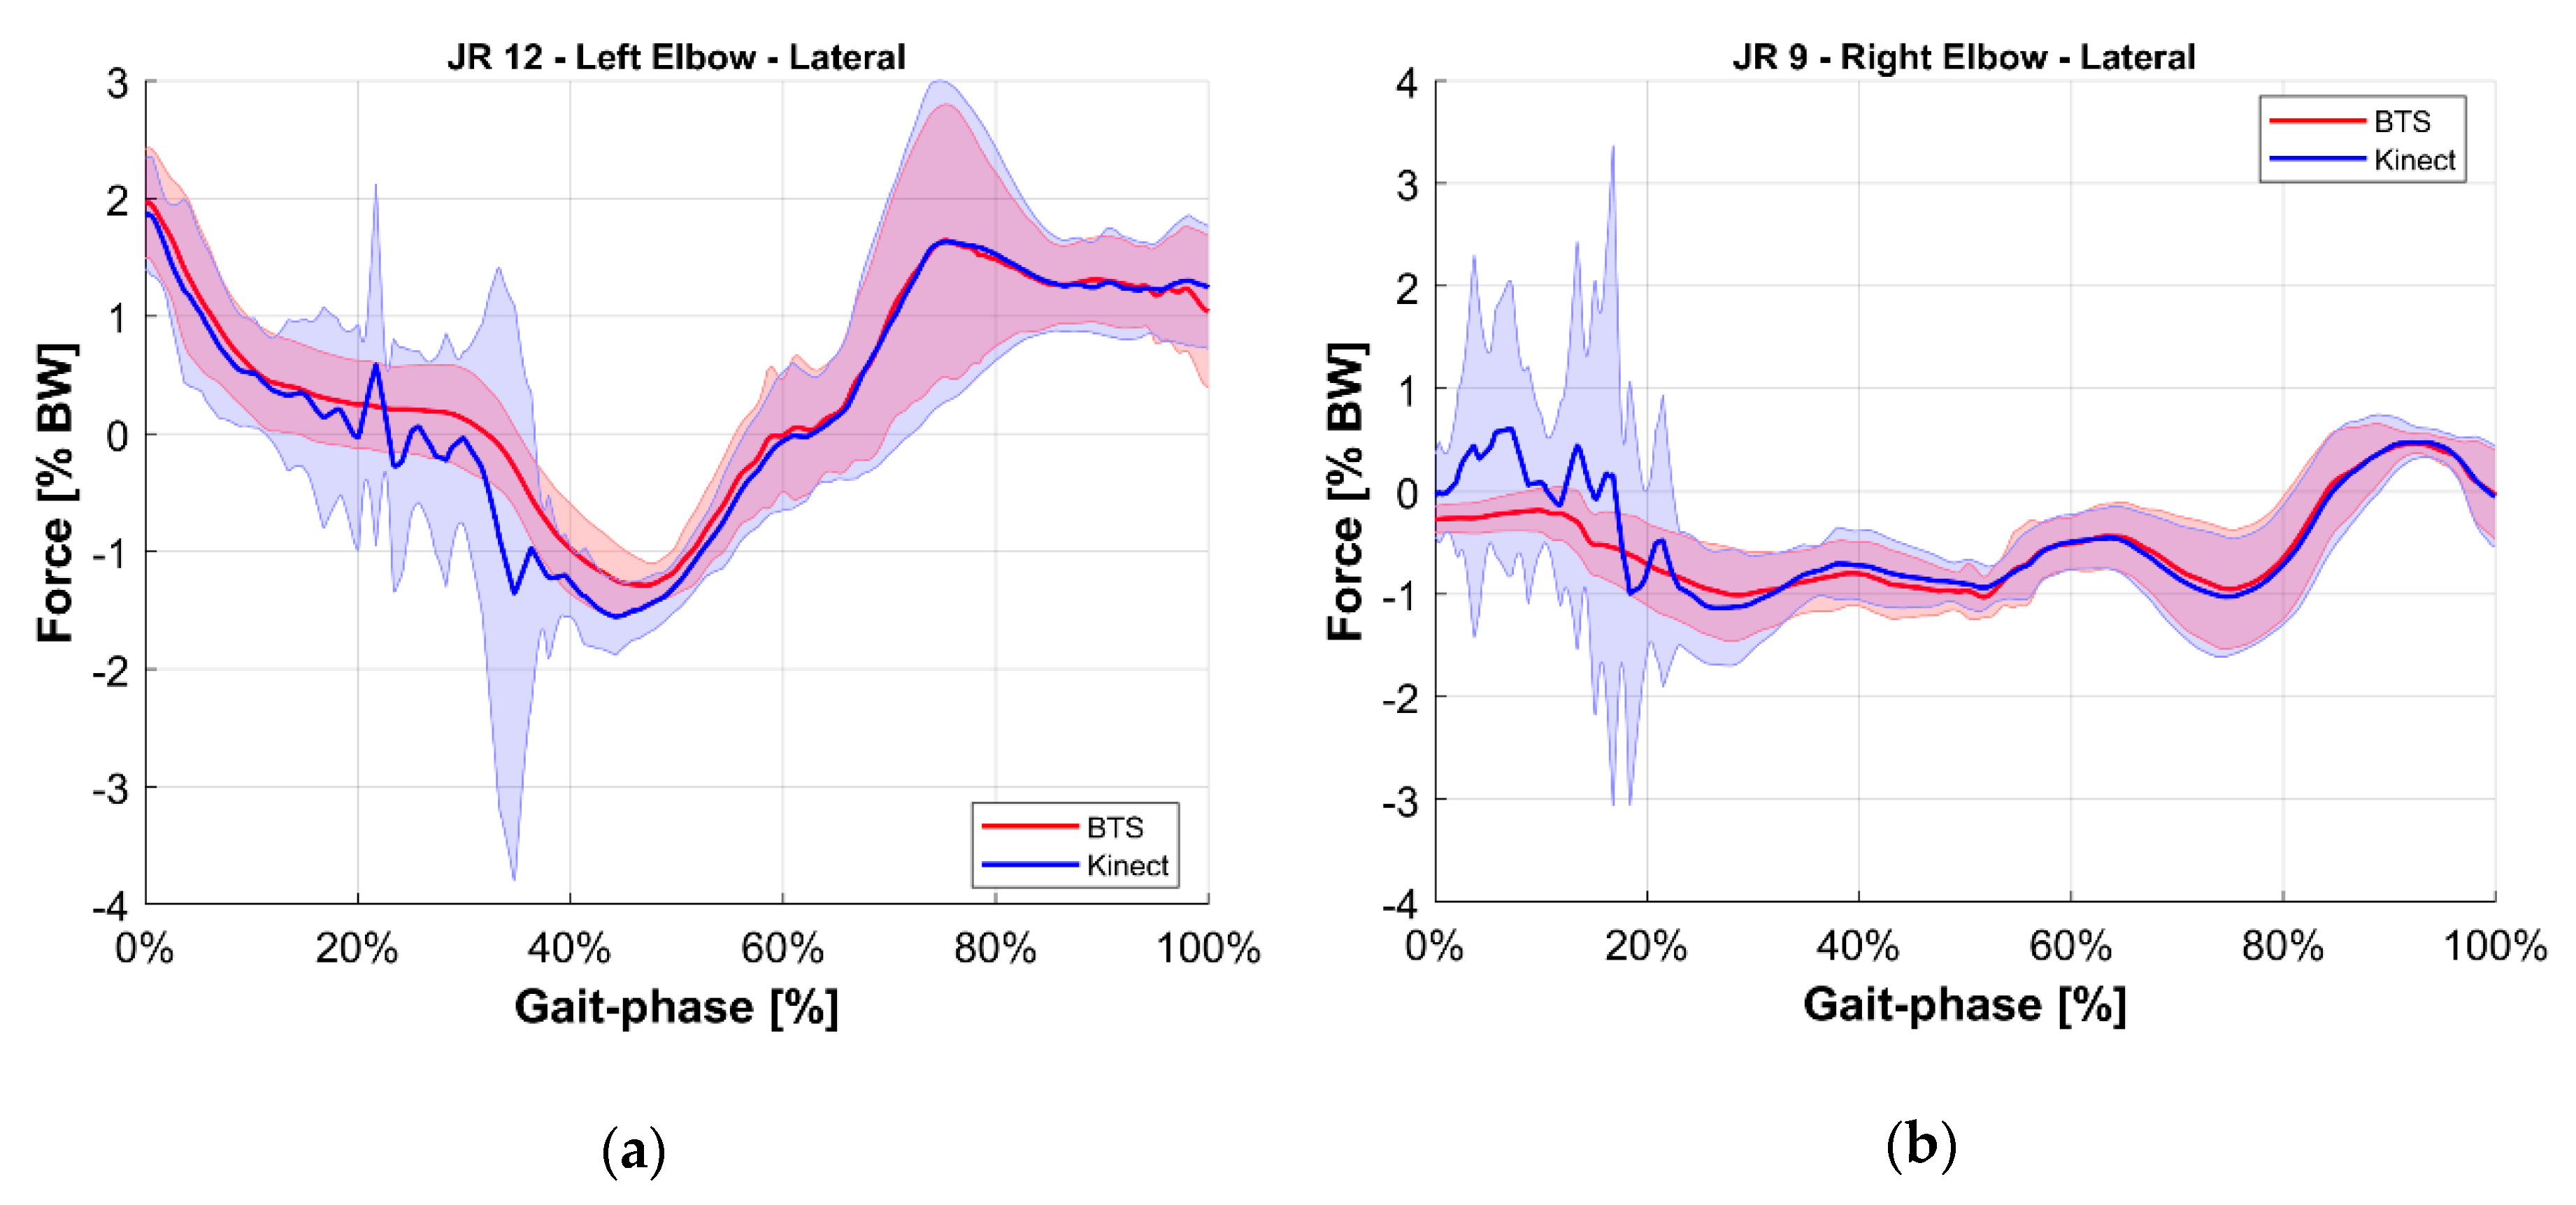 JR 12 - Left Elbow - Lateral
3
2
1
0
-1
-2
-3
-4
Force [% BW]
BTS
Kinect
0% 20% 40% 60% 80% 100%
Gait-phase [%]
(a)
JR 9 - Right Elbow - Lateral
4
3
2
1
0
-1
-2
-3
-4
Force [% BW]
BTS
Kinect
0% 20% 40% 60% 80% 100%
Gait-phase [%]
(b)